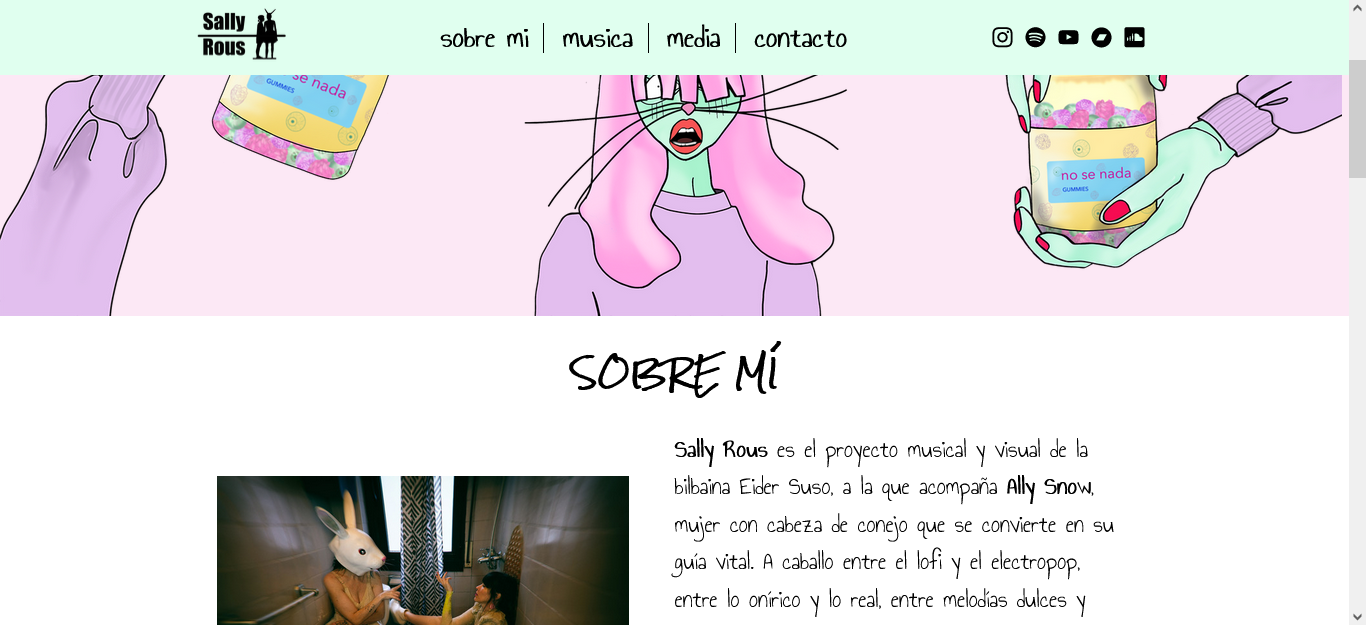 Sally
Rous
sobre mi
musica
media
contacto
se nada
GUMMIES
no se nada
GUMMIES
SOBRE MÍ
Sally Rous es el proyecto musical y visual de la
bilbaina Eider Suso, a la que acompaña Ally Snow,
mujer con cabeza de conejo que se convierte en su
guía vital. A caballo entre el lofi y el electropop,
entre lo onírico y lo real, entre melodías dulces y